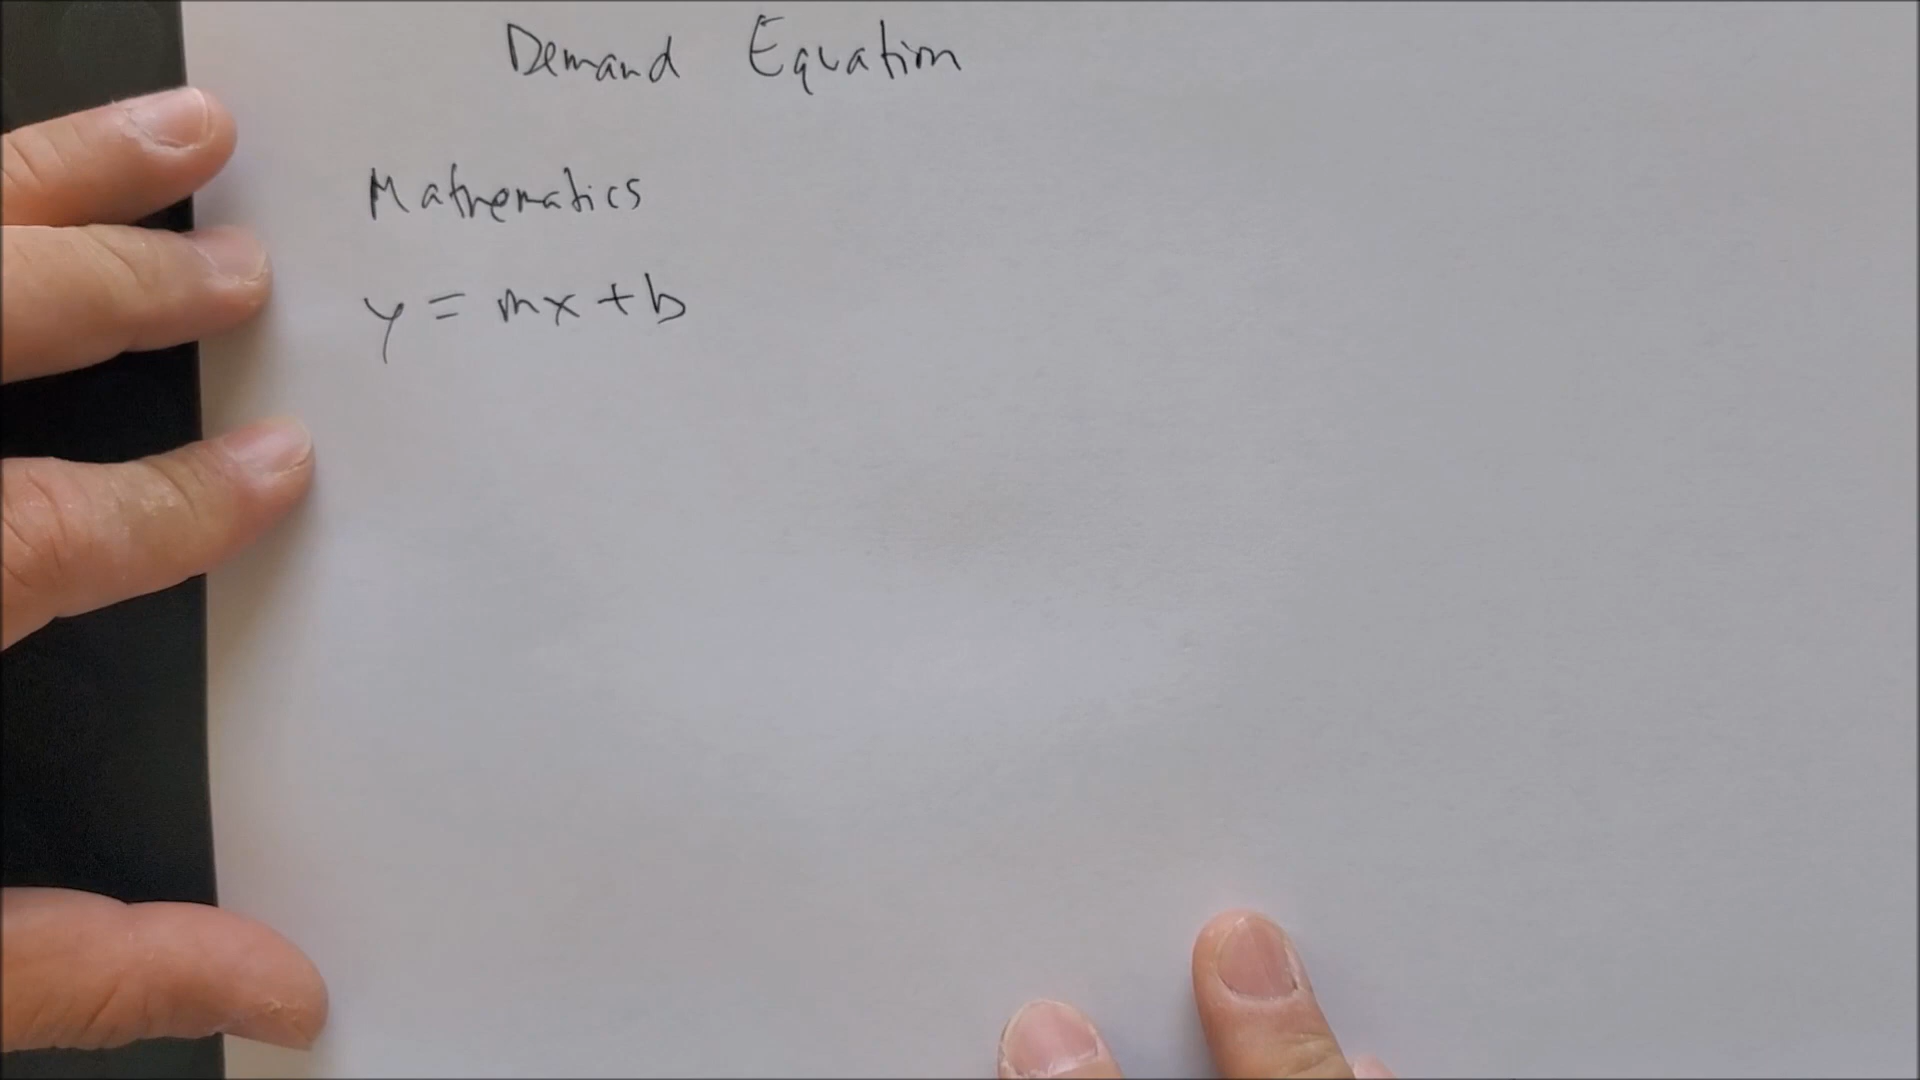 Demand Equation
Mathematics
y = mx + b